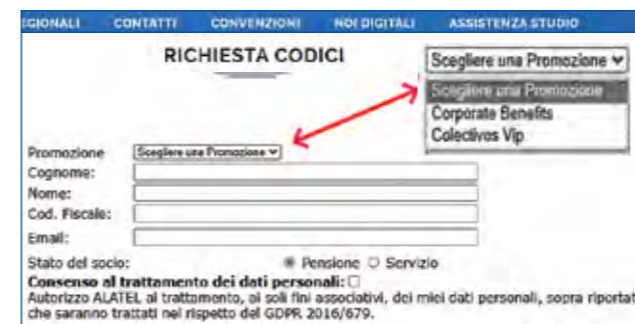 EGIONALI CONTATTI CONVENZIONI NOI DIGITALI ASSISTENZA STUDIO
RICHIESTA CODICI
Scegliere una Promozione
Scegliere una Promozione
Corporate Benefits
Colectivos Vip
Promozione Scegliere una Promozione
Cognome:
Nome:
Cod. Fiscale:
Email:
Stato del socio: Pensione Servizio
Consenso al trattamento dei dati personali:
Autorizzo ALATEL al trattamento, ai soli fini associativi, dei miei dati personali, sopra riportat
che saranno trattati nel rispetto del GDPR 2016/679.